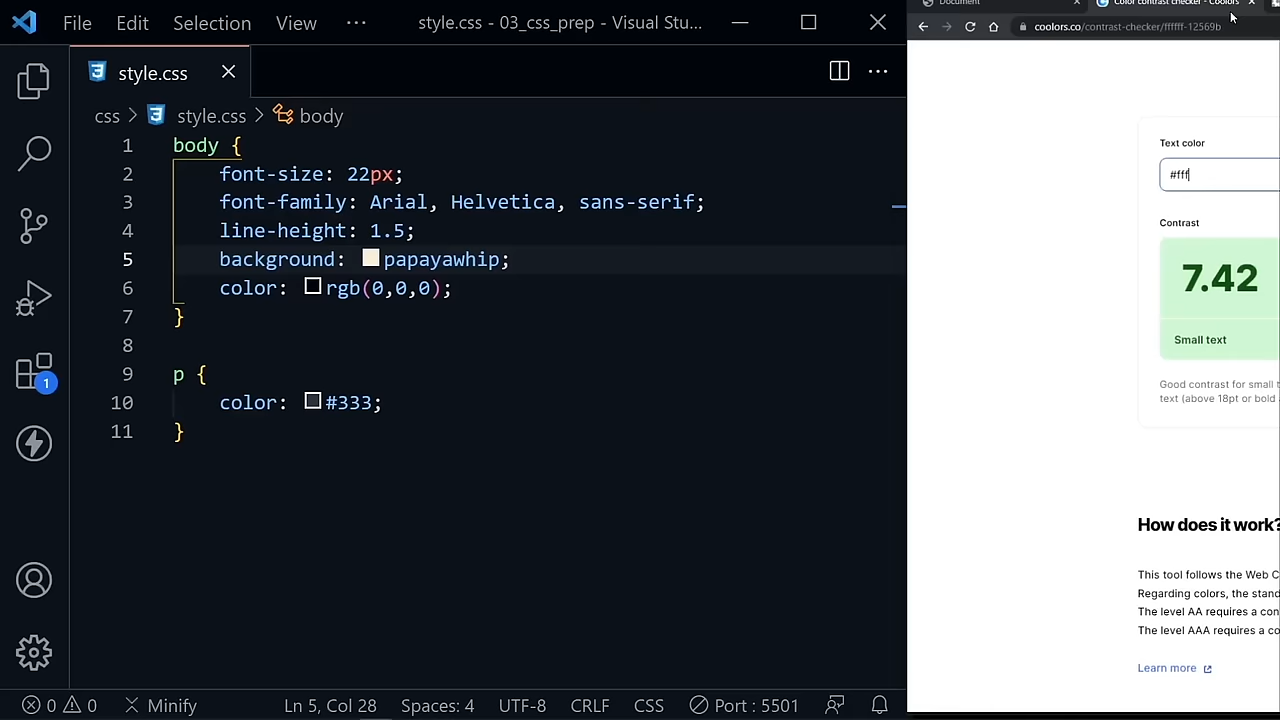 File Edit Selection View ··· style.css - 03_css_prep - Visual Stu...
style.css
css > style.css > body
1 body {
2 font-size: 22px;
3 font-family: Arial, Helvetica, sans-serif;
4 line-height: 1.5;
5 background: papayawhip;
6 color: rgb(0,0,0);
7 }
8
9 p {
10 color: #333;
11 }
1
0 0 Minify Ln 5, Col 28 Spaces: 4 UTF-8 CRLF CSS Port : 5501
Document Color contrast checker - Coolors
coolors.co/contrast-checker/ffffff-12569b
Text color
#fff
Contrast
7.42
Small text
Good contrast for small t
text (above 18pt or bold
How does it work?
This tool follows the Web C
Regarding colors, the stand
The level AA requires a con
The level AAA requires a co
Learn more